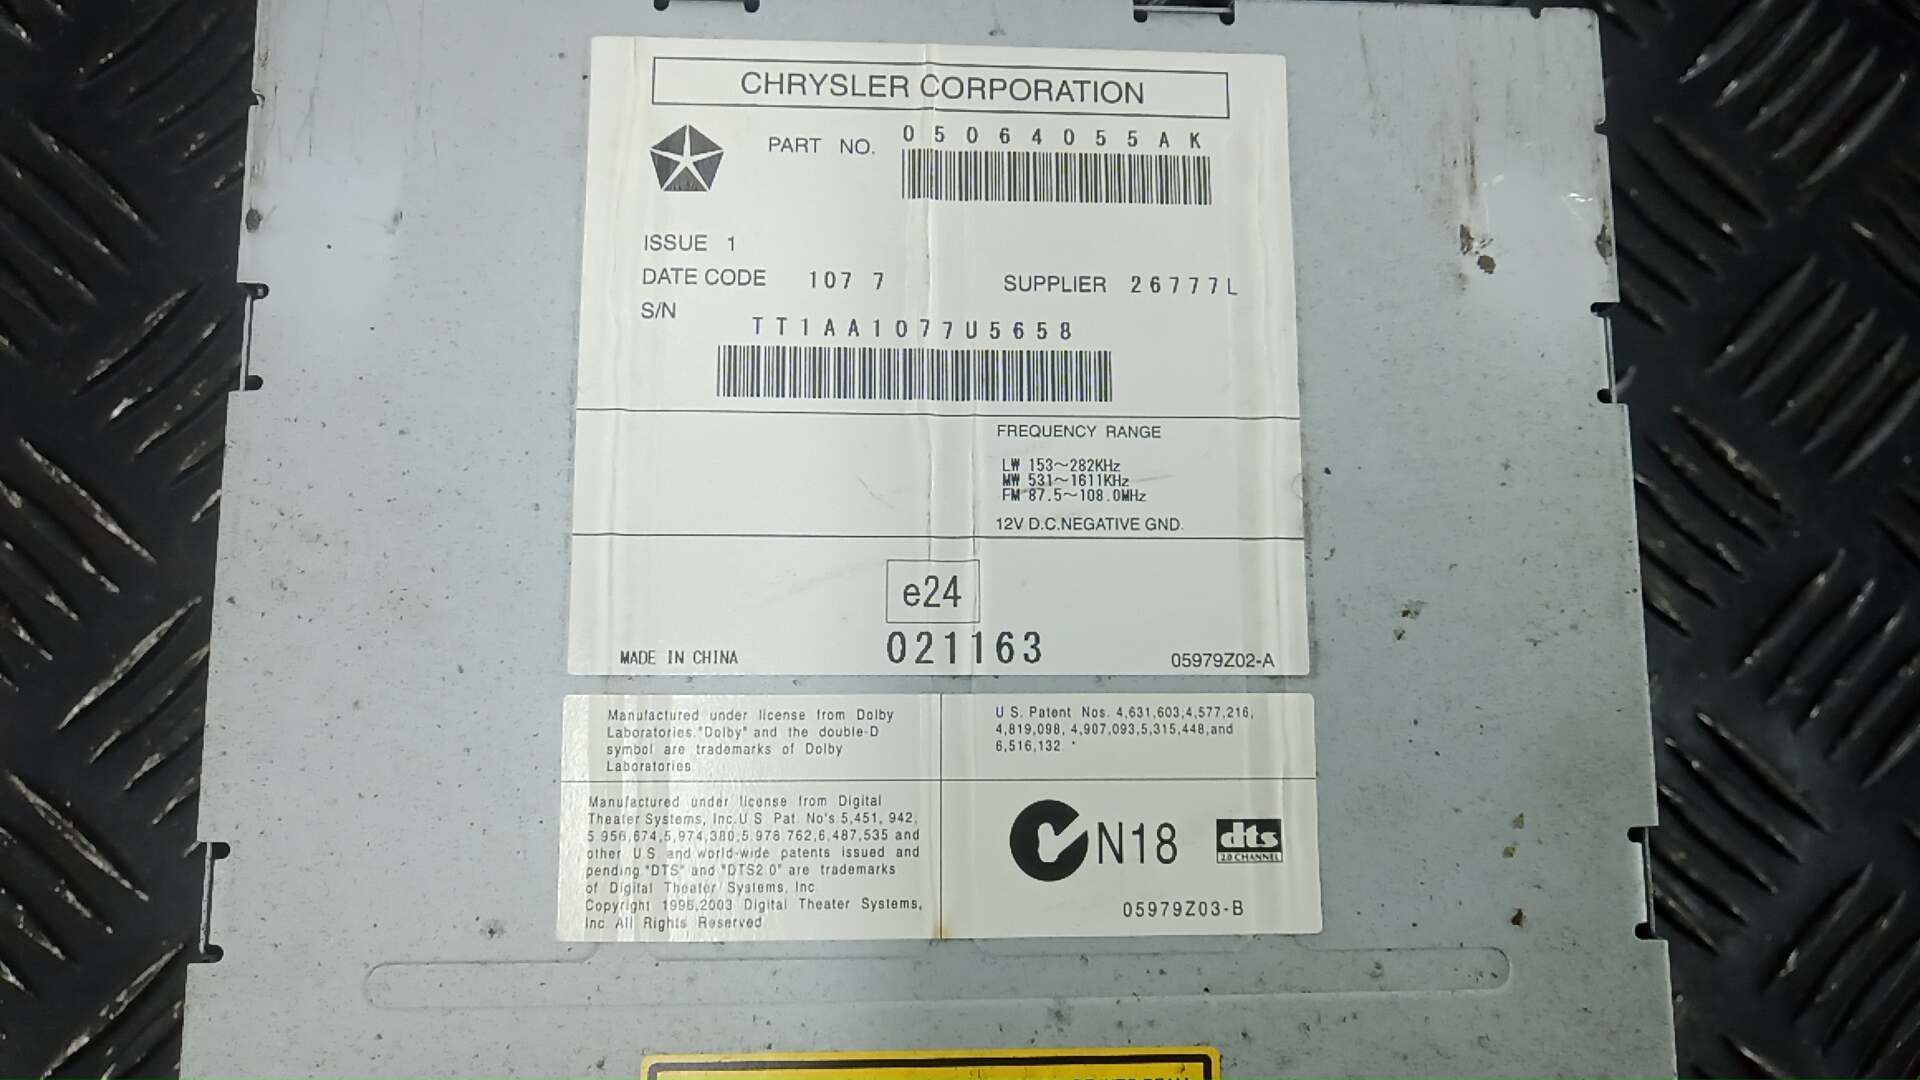 CHRYSLER CORPORATION
PART NO. 05064055AK
ISSUE 1
DATE CODE 107 7 SUPPLIER 26777L
S/N
TT1AA1077U5658
FREQUENCY RANGE
LW 153~282KHz
MW 531~1611KHz
FM 87.5~108.0MHz
12V D.C.NEGATIVE GND.
e24
021163
MADE IN CHINA
05979Z02-A
Manufactured under license from Dolby
Laboratories."Dolby" and the double-D
symbol are trademarks of Dolby
Laboratories.
U.S. Patent Nos. 4,631,603,4,577,216,
4,819,098, 4,907,093,5,315,448,and
6,516,132.
Manufactured under license from Digital
Theater Systems, Inc.U.S. Pat. No's 5,451, 942,
5,956,674,5,974,380,5,978,762,6,487,535 and
other U.S. and world-wide patents issued and
pending."DTS" and "DTS2.0" are trademarks
of Digital Theater Systems, Inc.
Copyright 1996,2003 Digital Theater Systems,
Inc. All Rights Reserved.
N18
dts
2.0 CHANNEL
05979Z03-B